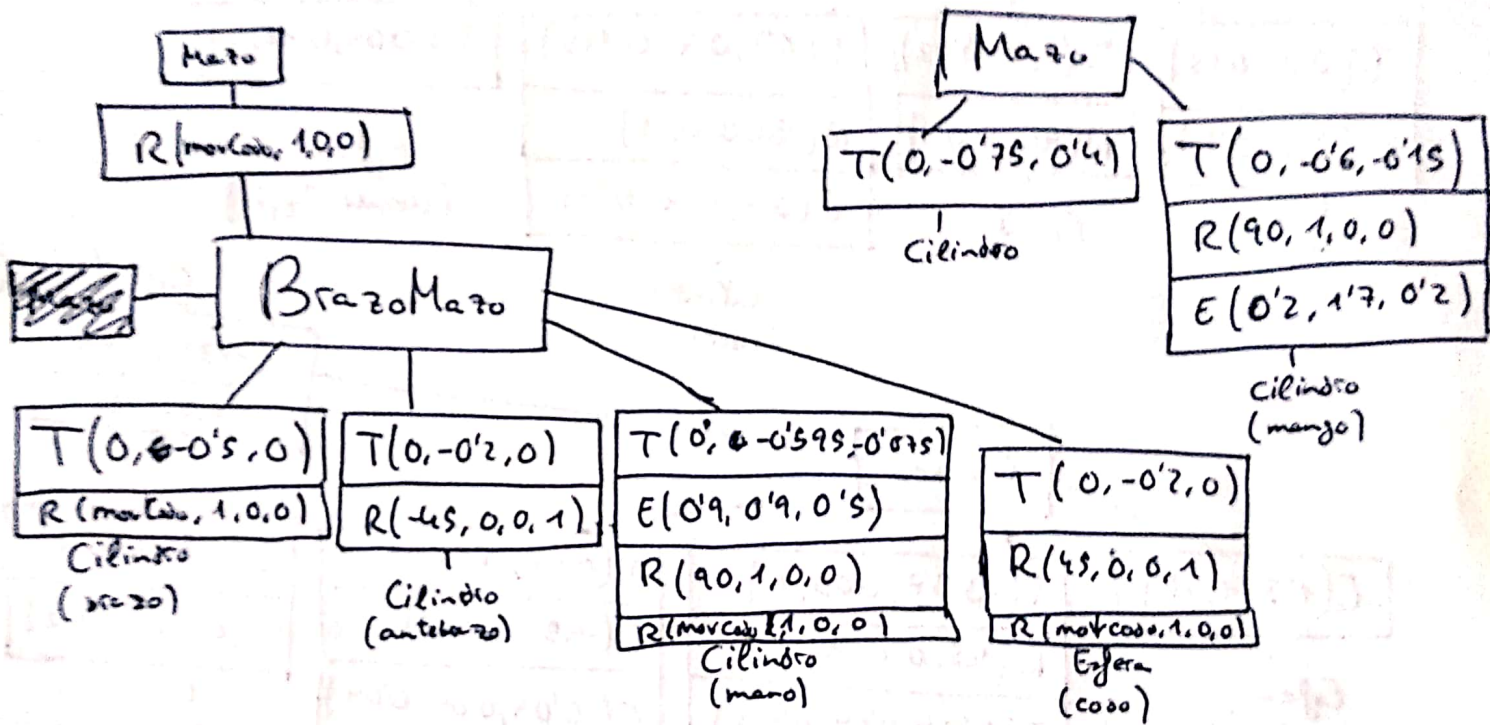 Mazo
R(movCodo, 1,0,0)
BrazoMazo
T(0, -0'5, 0)
R(movCodo, 1,0,0)
Cilindro
(brazo)
T(0,-0'2,0)
R(-45, 0, 0, 1)
Cilindro
(antebrazo)
T(0, -0'595,-0'075)
E(0'9, 0'9, 0'5)
R(90, 1, 0, 0)
R(movCodo, 1, 0, 0)
Cilindro
(mano)
T(0, -0'2, 0)
R(45, 0, 0, 1)
R(movCodo, 1,0,0)
Esfera
(codo)
Mazo
T(0,-0'75, 0'4)
Cilindro
T(0, -0'6, -0'15)
R(90, 1, 0, 0)
E(0'2, 1'7, 0'2)
Cilindro
(mango)